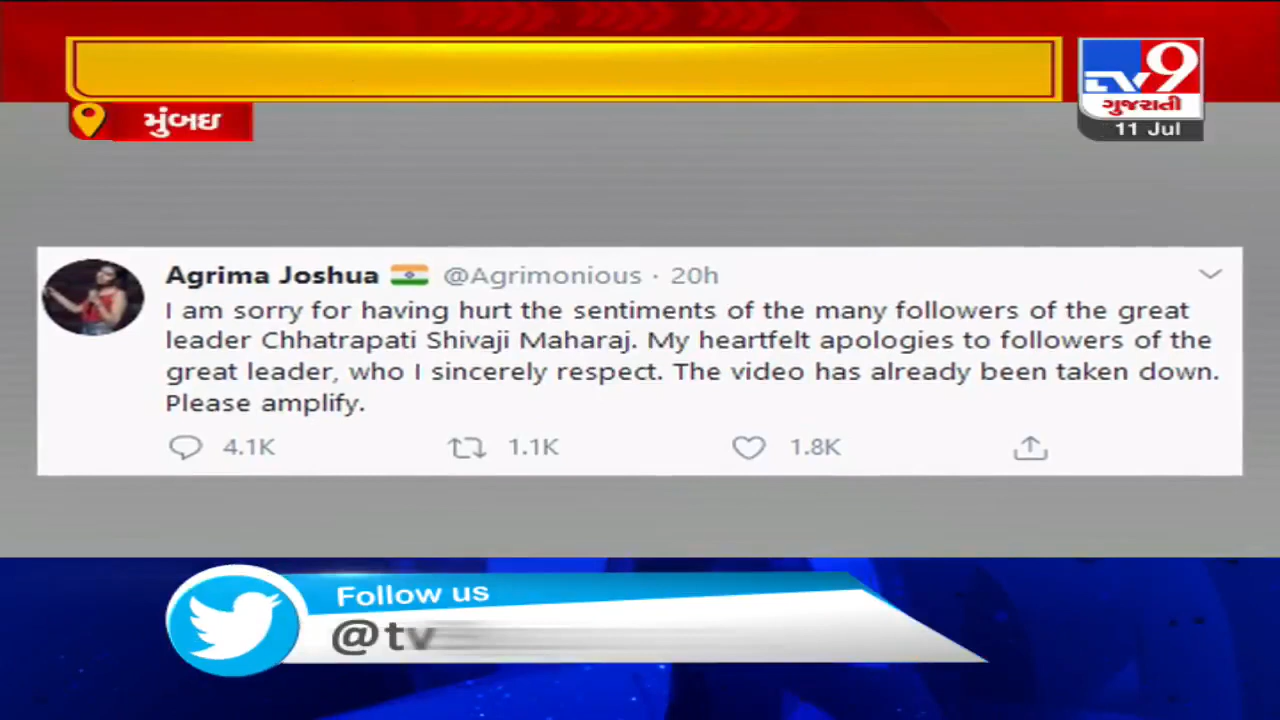 TV9
ગુજરાતી
11 Jul
મુંબઇ
Agrima Joshua @Agrimonious · 20h
I am sorry for having hurt the sentiments of the many followers of the great
leader Chhatrapati Shivaji Maharaj. My heartfelt apologies to followers of the
great leader, who I sincerely respect. The video has already been taken down.
Please amplify.
4.1K 1.1K 1.8K
Follow us
@tv